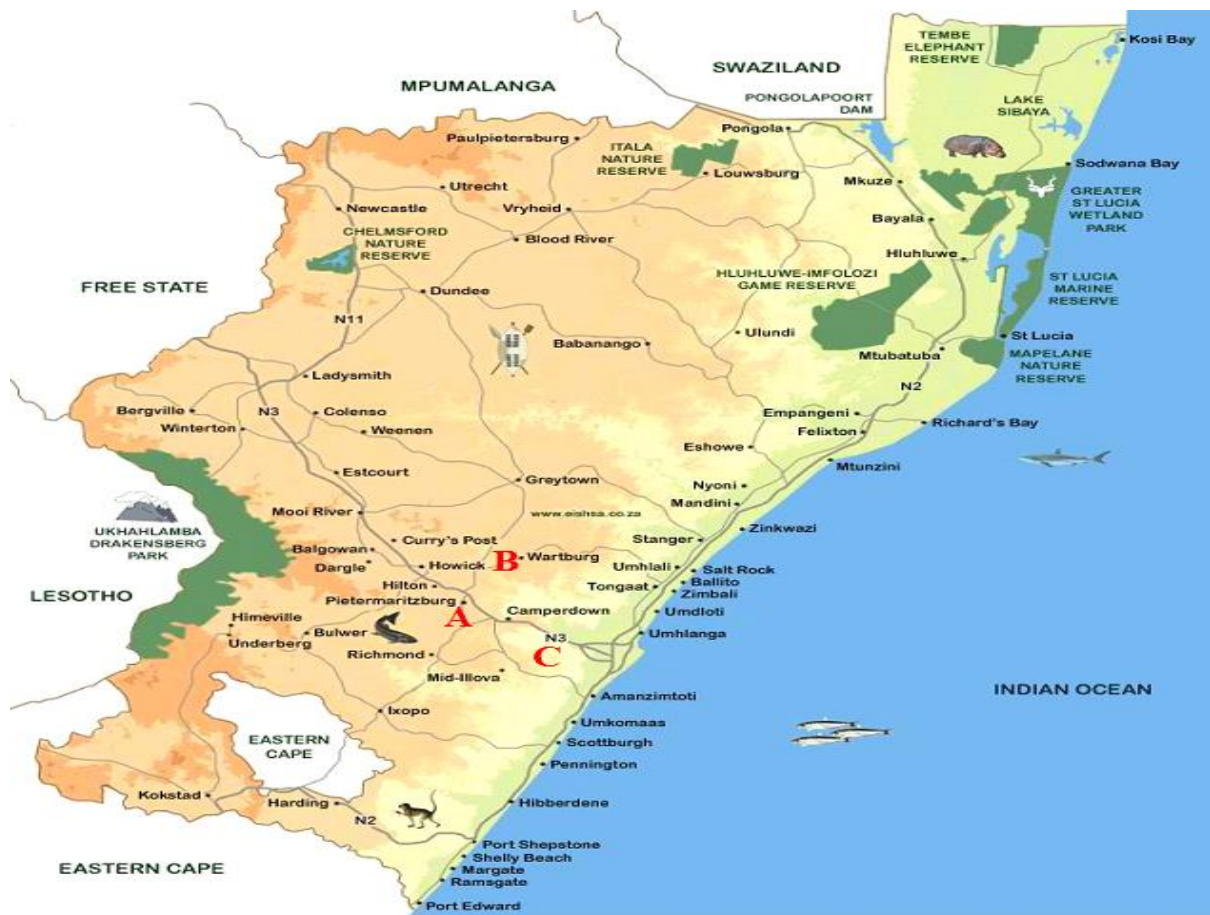 TEMBE
ELEPHANT
RESERVE
Kosi Bay
SWAZILAND
MPUMALANGA
PONGOLAPOORT
DAM
LAKE
SIBAYA
Paulpietersburg
Pongola
ITALA
NATURE
RESERVE
Louwsburg
Sodwana Bay
Utrecht
Mkuze
GREATER
ST LUCIA
WETLAND
PARK
Newcastle
Vryheid
Bayala
CHELMSFORD
NATURE
RESERVE
Blood River
Hluhluwe
HLUHLUWE-IMFOLOZI
GAME RESERVE
ST LUCIA
MARINE
RESERVE
FREE STATE
Dundee
N11
Ulundi
St Lucia
Babanango
Mtubatuba
MAPELANE
NATURE
RESERVE
Ladysmith
N2
Bergville
N3
Colenso
Empangeni
Richard's Bay
Winterton
Weenen
Felixton
Eshowe
Mtunzini
Estcourt
Greytown
Nyoni
Mandini
Mooi River
www.eishsa.co.za
Zinkwazi
UKHAHLAMBA
DRAKENSBERG
PARK
Curry's Post
Stanger
Balgowan
B
Wartburg
Dargle
Howick
Umhlali
Salt Rock
Hilton
Tongaat
Ballito
Zimbali
LESOTHO
Pietermaritzburg
A
Camperdown
Umdloti
Himeville
Bulwer
N3
Umhlanga
Underberg
Richmond
C
Mid-Illova
Amanzimtoti
INDIAN OCEAN
Ixopo
Umkomaas
EASTERN
CAPE
Scottburgh
Pennington
Kokstad
Harding
Hibberdene
N2
Port Shepstone
EASTERN CAPE
Shelly Beach
Margate
Ramsgate
Port Edward